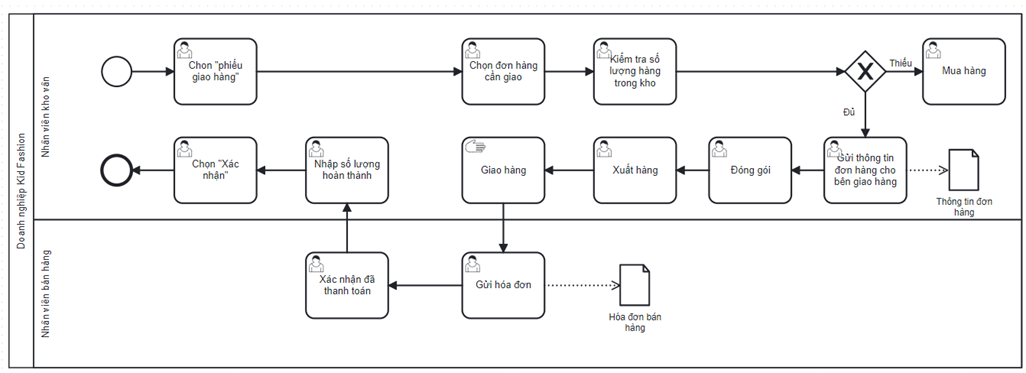 Doanh nghiệp Kid Fashion
Nhân viên kho vận
Chọn "phiếu
giao hàng"
Chọn đơn hàng
cần giao
Kiểm tra số
lượng hàng
trong kho
Thiếu
Mua hàng
Đủ
Chọn "Xác
nhận"
Nhập số lượng
hoàn thành
Giao hàng
Xuất hàng
Đóng gói
Gửi thông tin
đơn hàng cho
bên giao hàng
Thông tin đơn
hàng
Nhân viên bán hàng
Xác nhận đã
thanh toán
Gửi hóa đơn
Hóa đơn bán
hàng